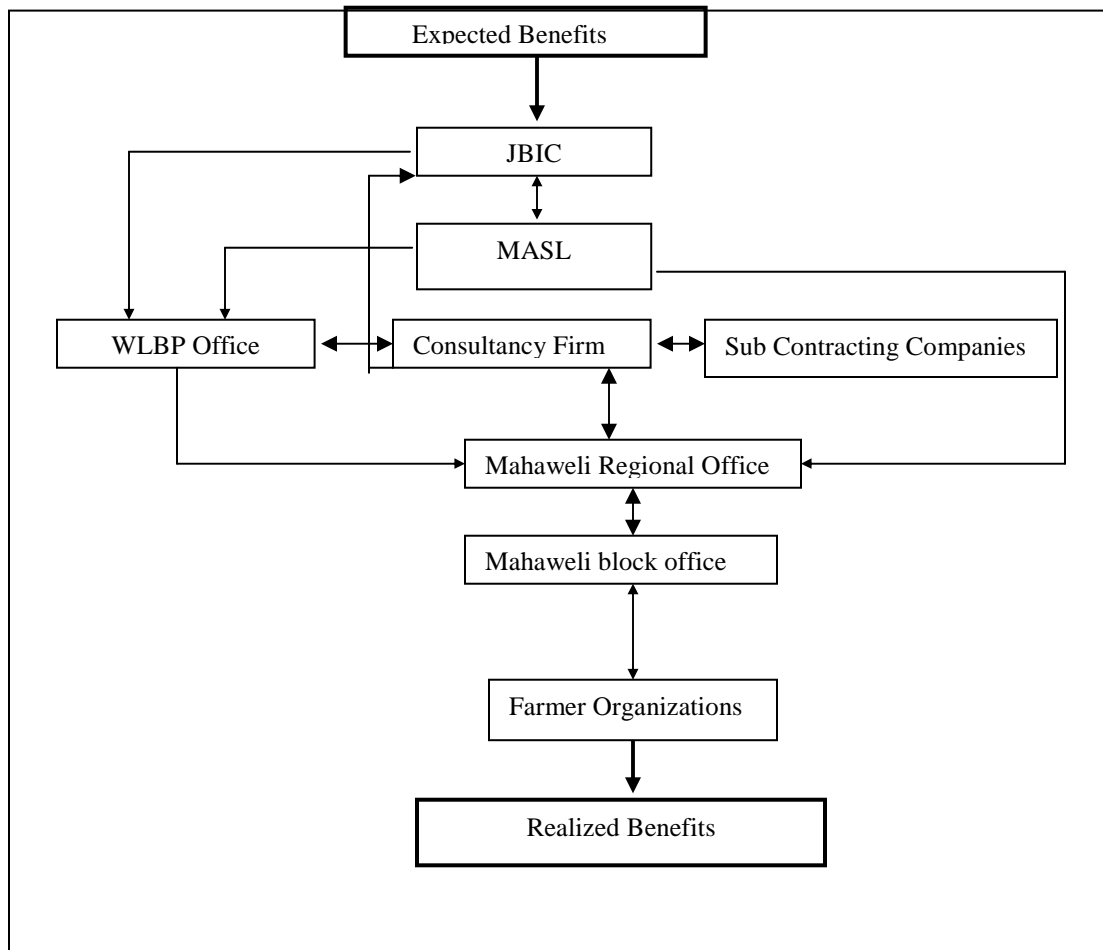 Expected Benefits
JBIC
MASL
WLBP Office
Consultancy Firm
Sub Contracting Companies
Mahaweli Regional Office
Mahaweli block office
Farmer Organizations
Realized Benefits